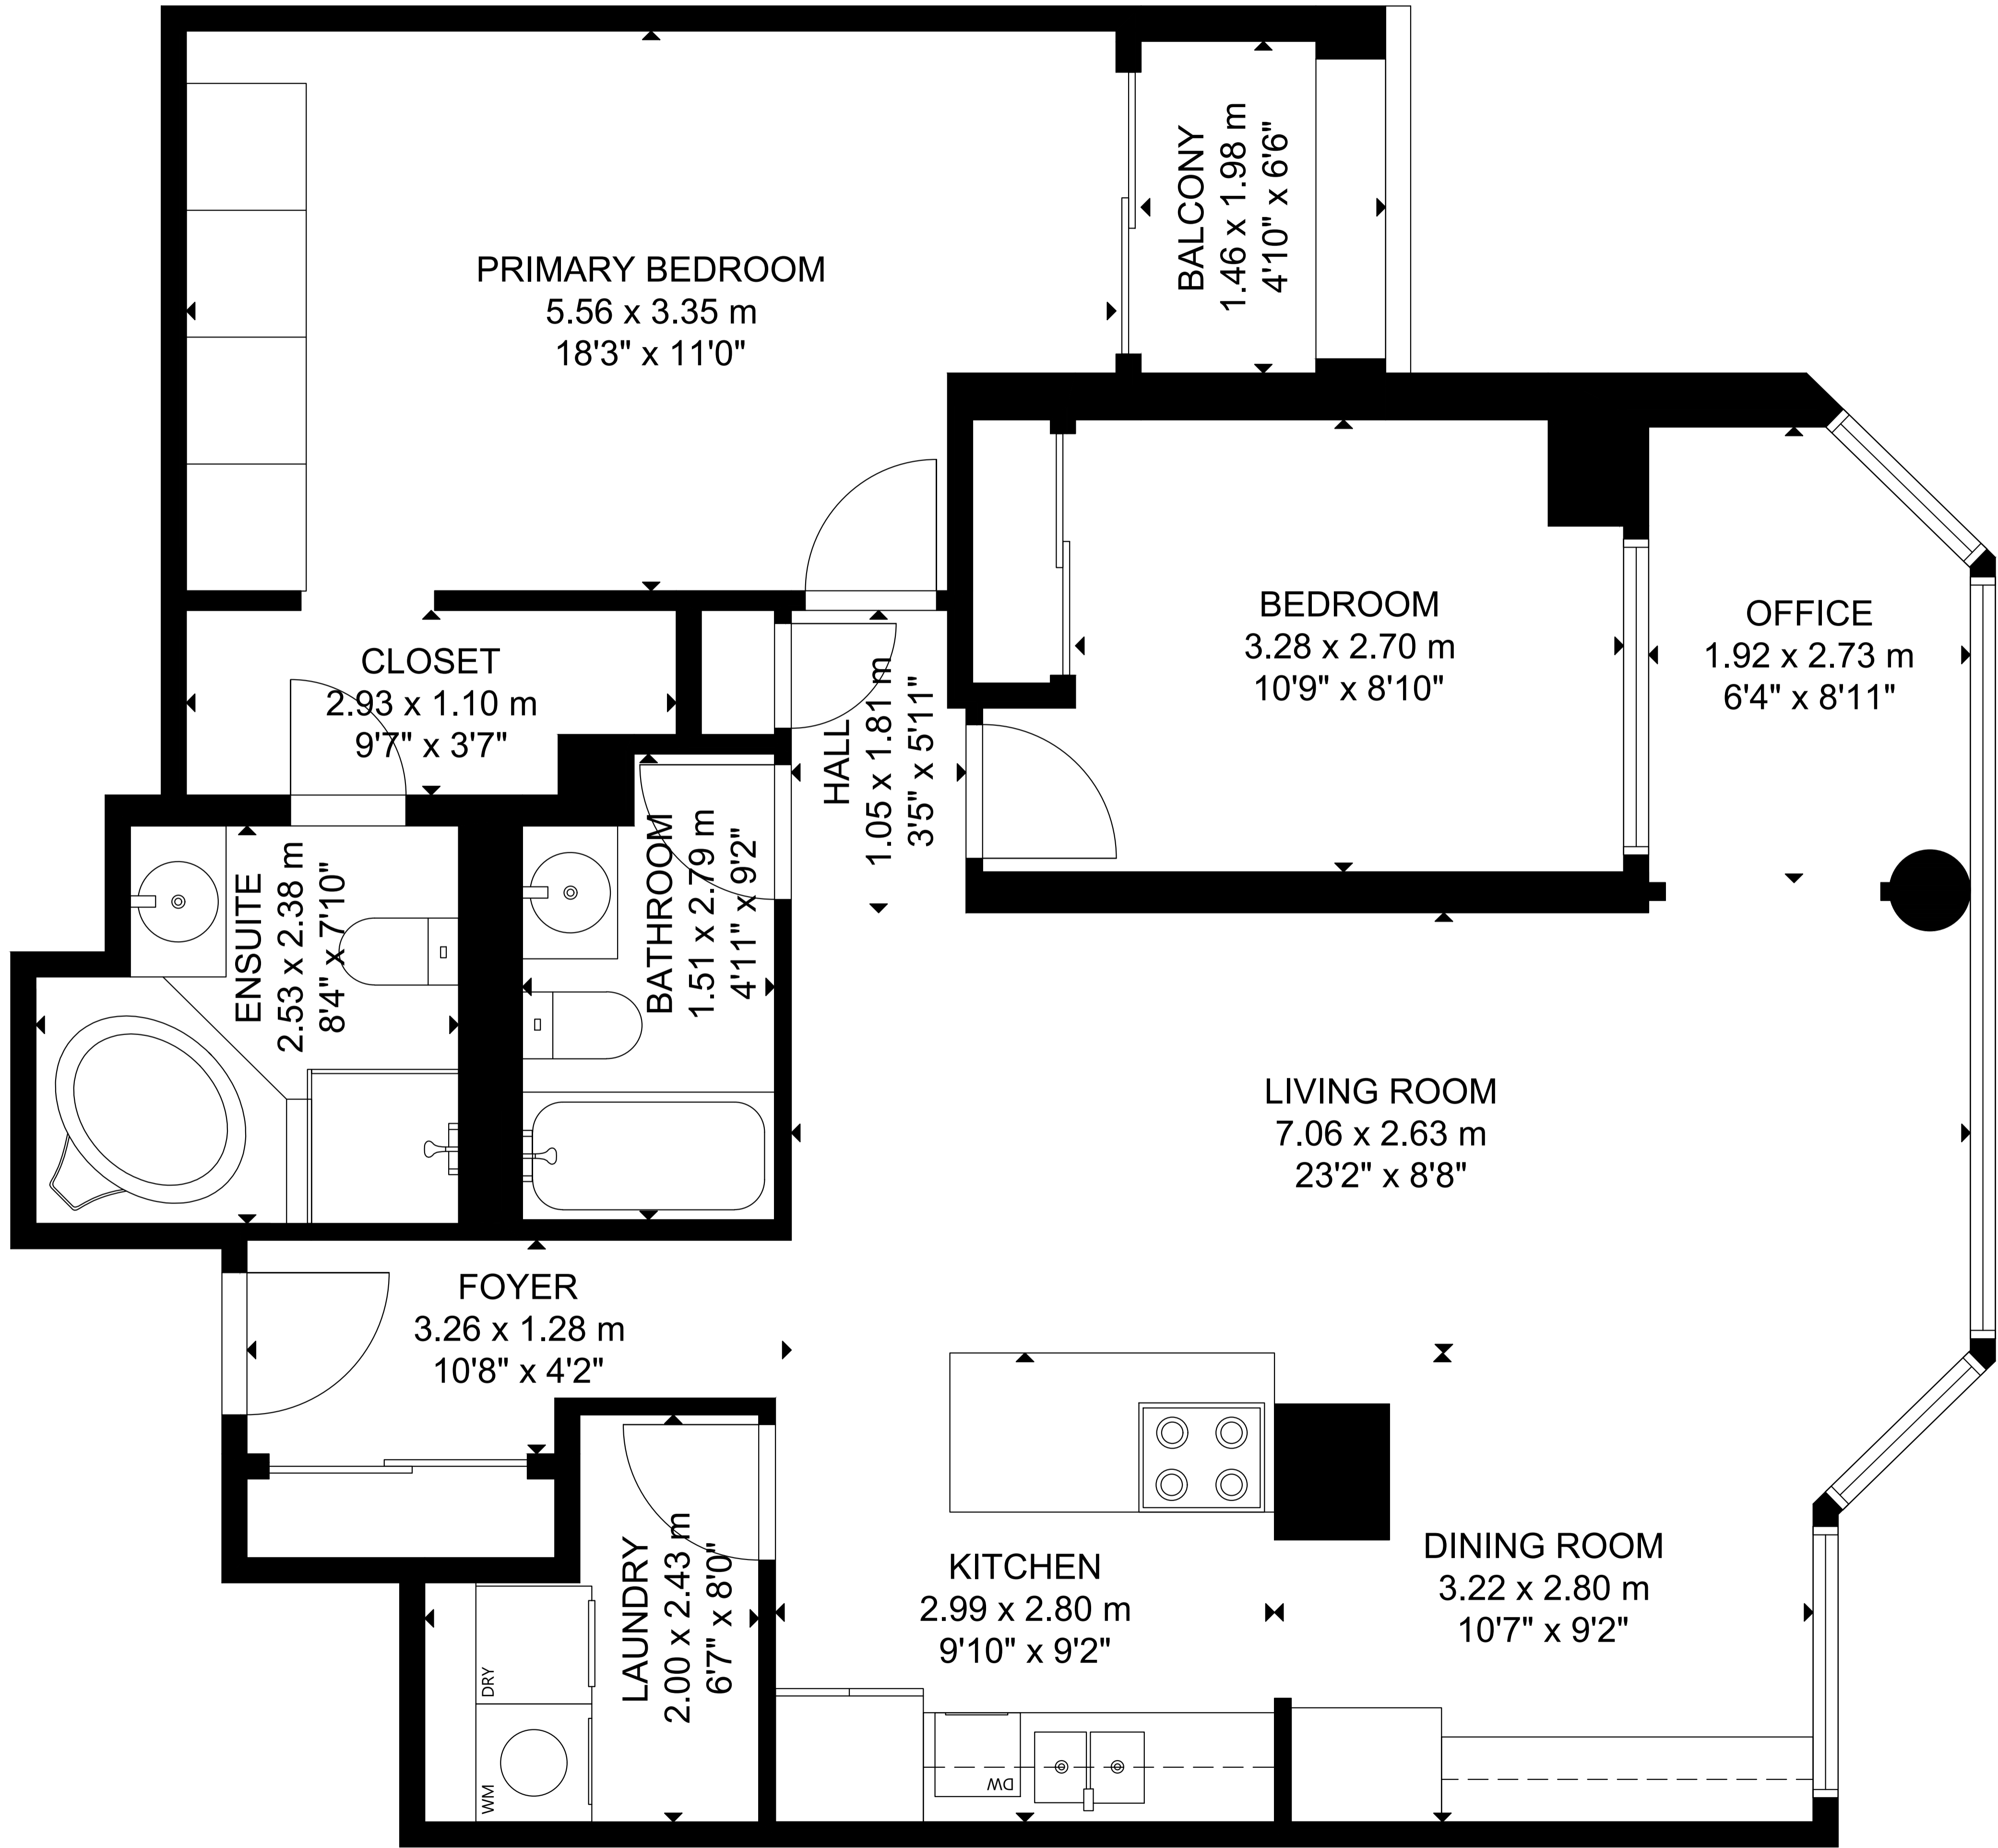 PRIMARY BEDROOM
5.56 x 3.35 m
18'3" x 11'0"
BALCONY
1.46 x 1.98 m
4'10" x 6'6"
CLOSET
2.93 x 1.10 m
9'7" x 3'7"
HALL
1.05 x 1.81 m
3'5" x 5'11"
BEDROOM
3.28 x 2.70 m
10'9" x 8'10"
OFFICE
1.92 x 2.73 m
6'4" x 8'11"
ENSUITE
2.53 x 2.38 m
8'4" x 7'10"
BATHROOM
1.51 x 2.79 m
4'11" x 9'2"
LIVING ROOM
7.06 x 2.63 m
23'2" x 8'8"
FOYER
3.26 x 1.28 m
10'8" x 4'2"
LAUNDRY
2.00 x 2.43 m
6'7" x 8'0"
DRY
WM
KITCHEN
2.99 x 2.80 m
9'10" x 9'2"
DW
DINING ROOM
3.22 x 2.80 m
10'7" x 9'2"